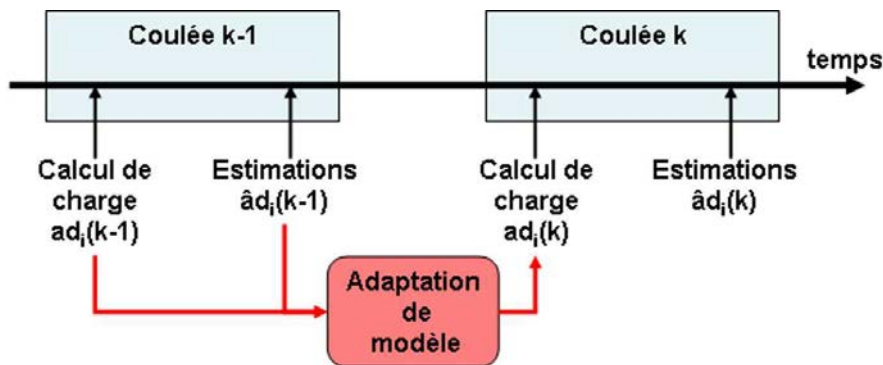 Coulée k-1
Coulée k
temps
Calcul de
charge
adᵢ(k-1)
Estimations
âdᵢ(k-1)
Calcul de
charge
adᵢ(k)
Estimations
âdᵢ(k)
Adaptation
de
modèle